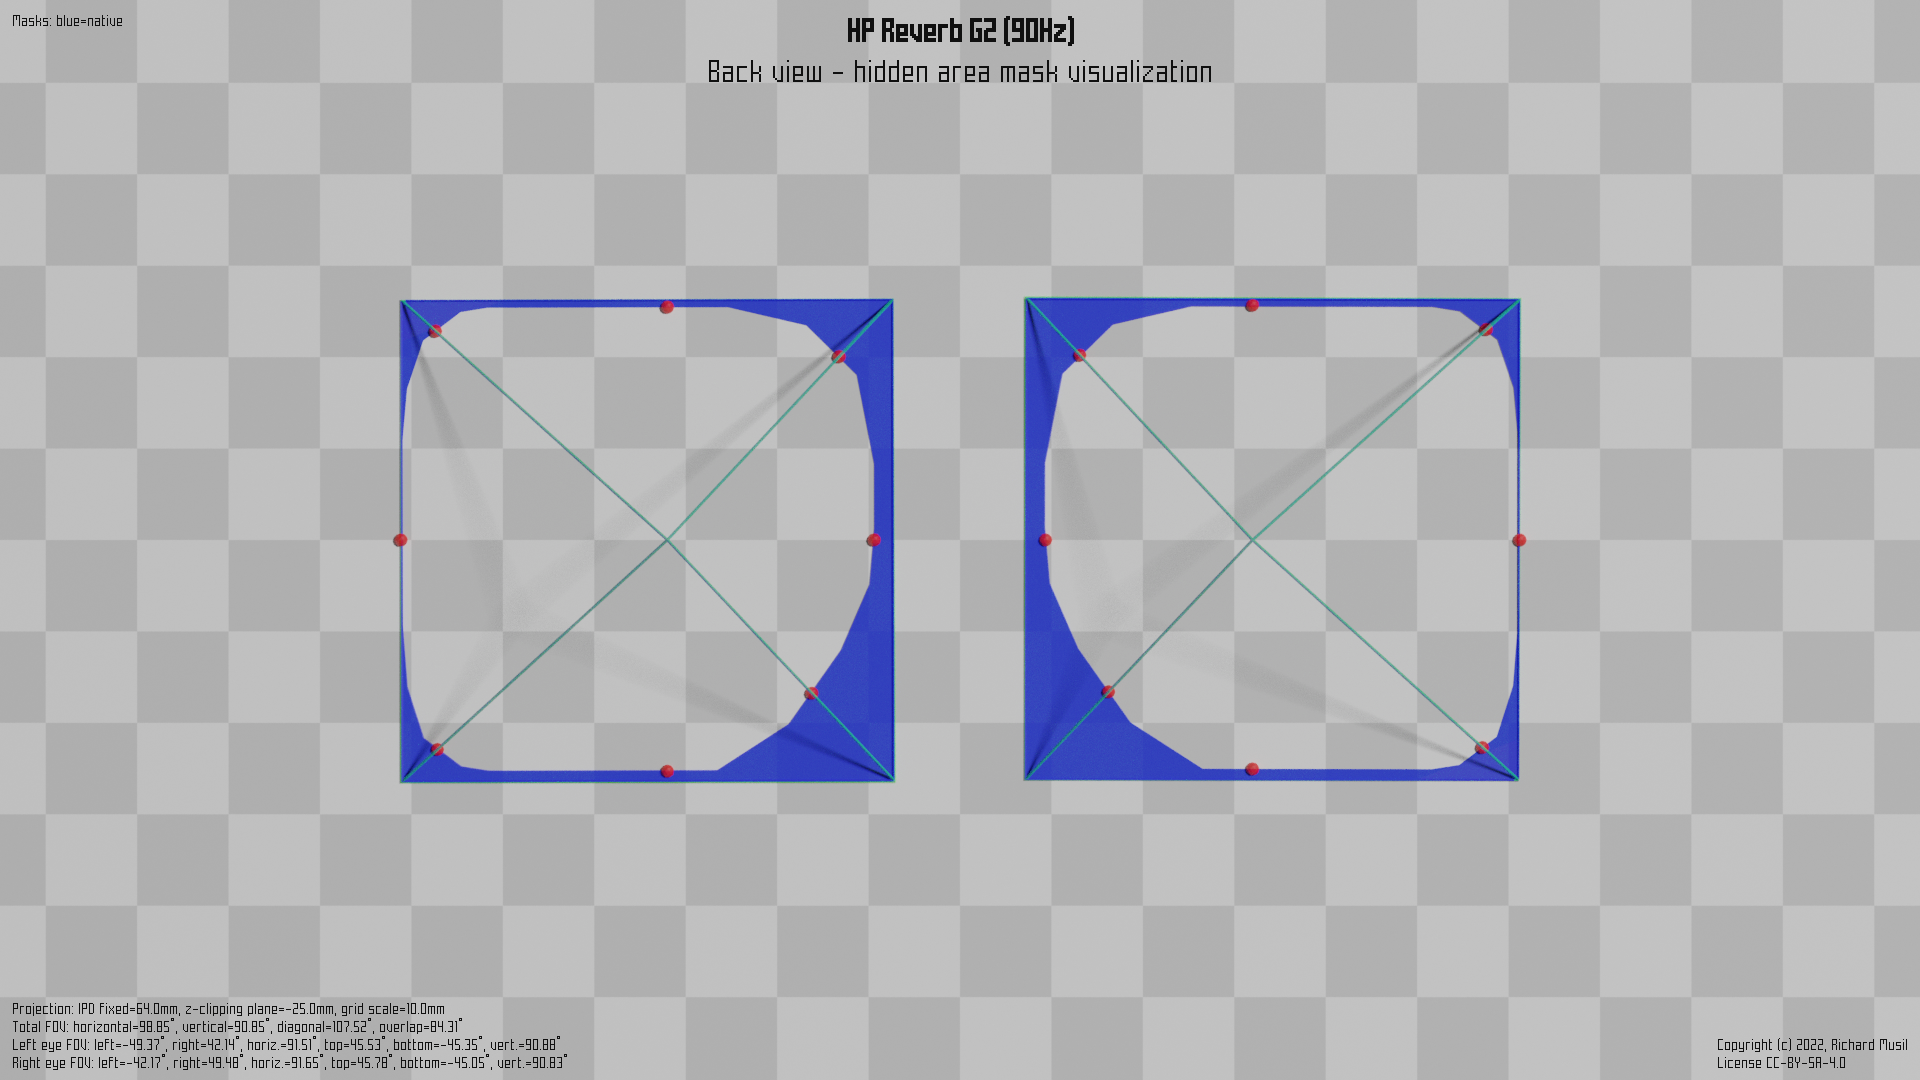 Masks: blue=native
HP Reverb G2 (90Hz)
Back view - hidden area mask visualization
Projection: IPD fixed=64.0mm, z-clipping plane=-25.0mm, grid scale=10.0mm
Total FOV: horizontal=98.85°, vertical=90.85°, diagonal=107.52°, overlap=84.31°
Left eye FOV: left=-49.37°, right=42.14°, horiz.=91.51°, top=45.53°, bottom=-45.35°, vert.=90.88°
Right eye FOV: left=-42.17°, right=49.48°, horiz.=91.65°, top=45.78°, bottom=-45.05°, vert.=90.83°
Copyright (c) 2022, Richard Musil
License CC-BY-SA-4.0